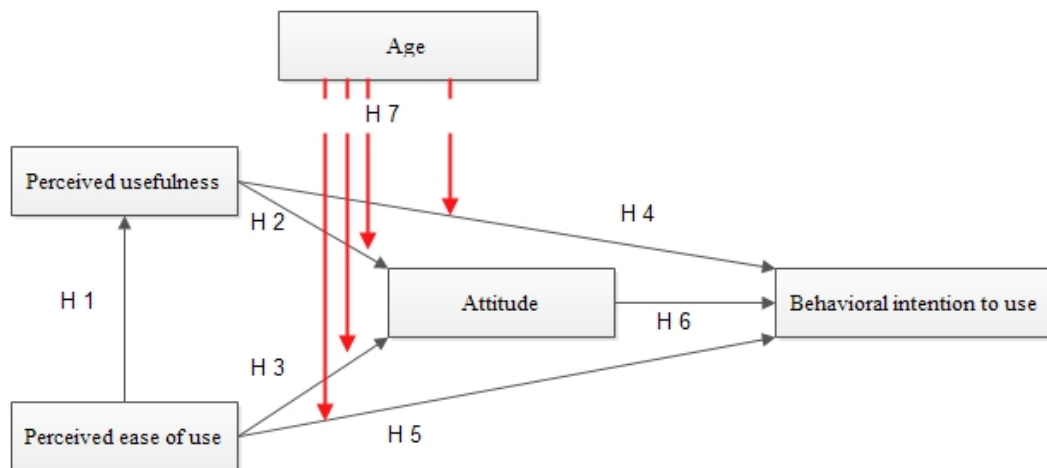 Age
H 7
Perceived usefulness
H 2
H 4
H 1
Attitude
Behavioral intention to use
H 6
H 3
Perceived ease of use
H 5